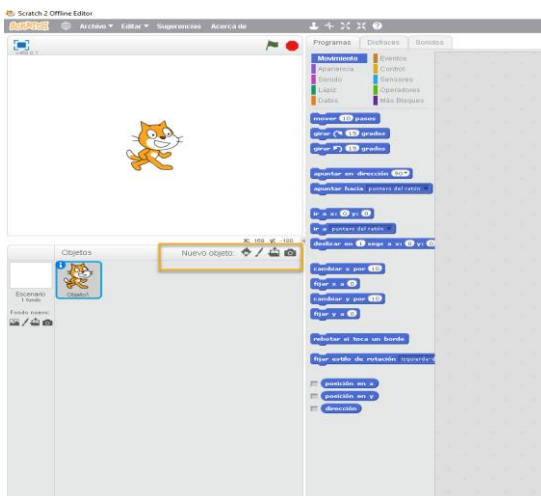 Scratch 2 Offline Editor
SCRATCH Archivo Editar Sugerencias Acerca de
Programas Disfraces Sonidos
Movimiento Eventos
Apariencia Control
Sonido Sensores
Lápiz Operadores
Datos Más Bloques
mover 10 pasos
girar 15 grados
girar 15 grados
apuntar en dirección 90
apuntar hacia puntero del ratón
ir a x: 0 y: 0
ir a puntero del ratón
deslizar en 1 segs a x: 0 y: 0
cambiar x por 10
fijar x a 0
cambiar y por 10
fijar y a 0
rebotar si toca un borde
fijar estilo de rotación izquierda-d
posición en x
posición en y
dirección
X: 168 Y: -180
Objetos Nuevo objeto:
Objeto1
Escenario
1 fondo
Fondo nuevo: